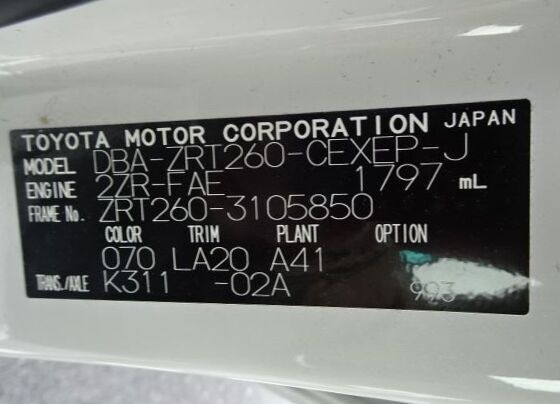 TOYOTA MOTOR CORPORATION JAPAN
MODEL DBA-ZRT260-CEXEP-J
ENGINE 2ZR-FAE 1797 mL
FRAME No. ZRT260-3105850
COLOR TRIM PLANT OPTION
070 LA20 A41
TRANS./AXLE K311 -02A 993